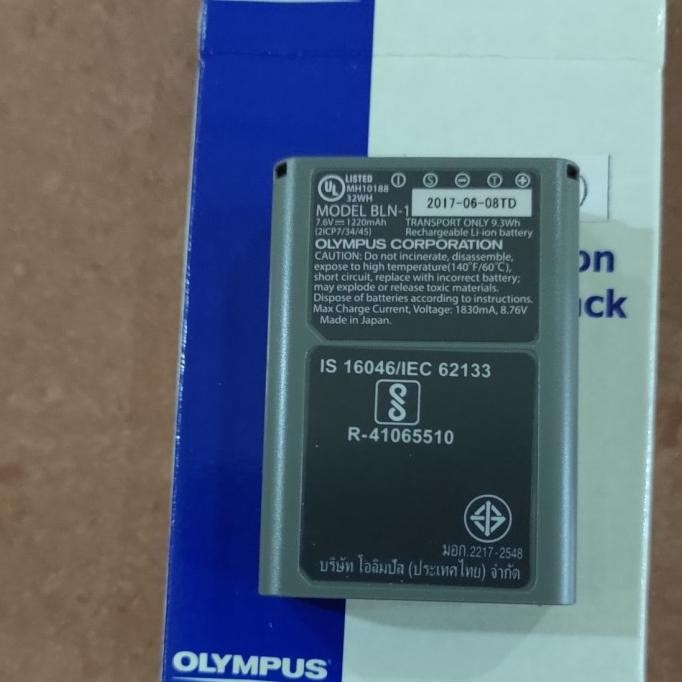 UL LISTED
MH10188
32WH
MODEL BLN-1
2017-06-08TD
7.6V⎓ 1220mAh TRANSPORT ONLY 9.3Wh
(2ICP7/34/45) Rechargeable Li-ion battery
OLYMPUS CORPORATION
CAUTION: Do not incinerate, disassemble,
expose to high temperature(140°F/60°C),
short circuit, replace with incorrect battery;
may explode or release toxic materials.
Dispose of batteries according to instructions.
Max Charge Current, Voltage: 1830mA, 8.76V
Made in Japan.
IS 16046/IEC 62133
R-41065510
มอก.2217-2548
บริษัท โอลิมปัส (ประเทศไทย) จำกัด
OLYMPUS